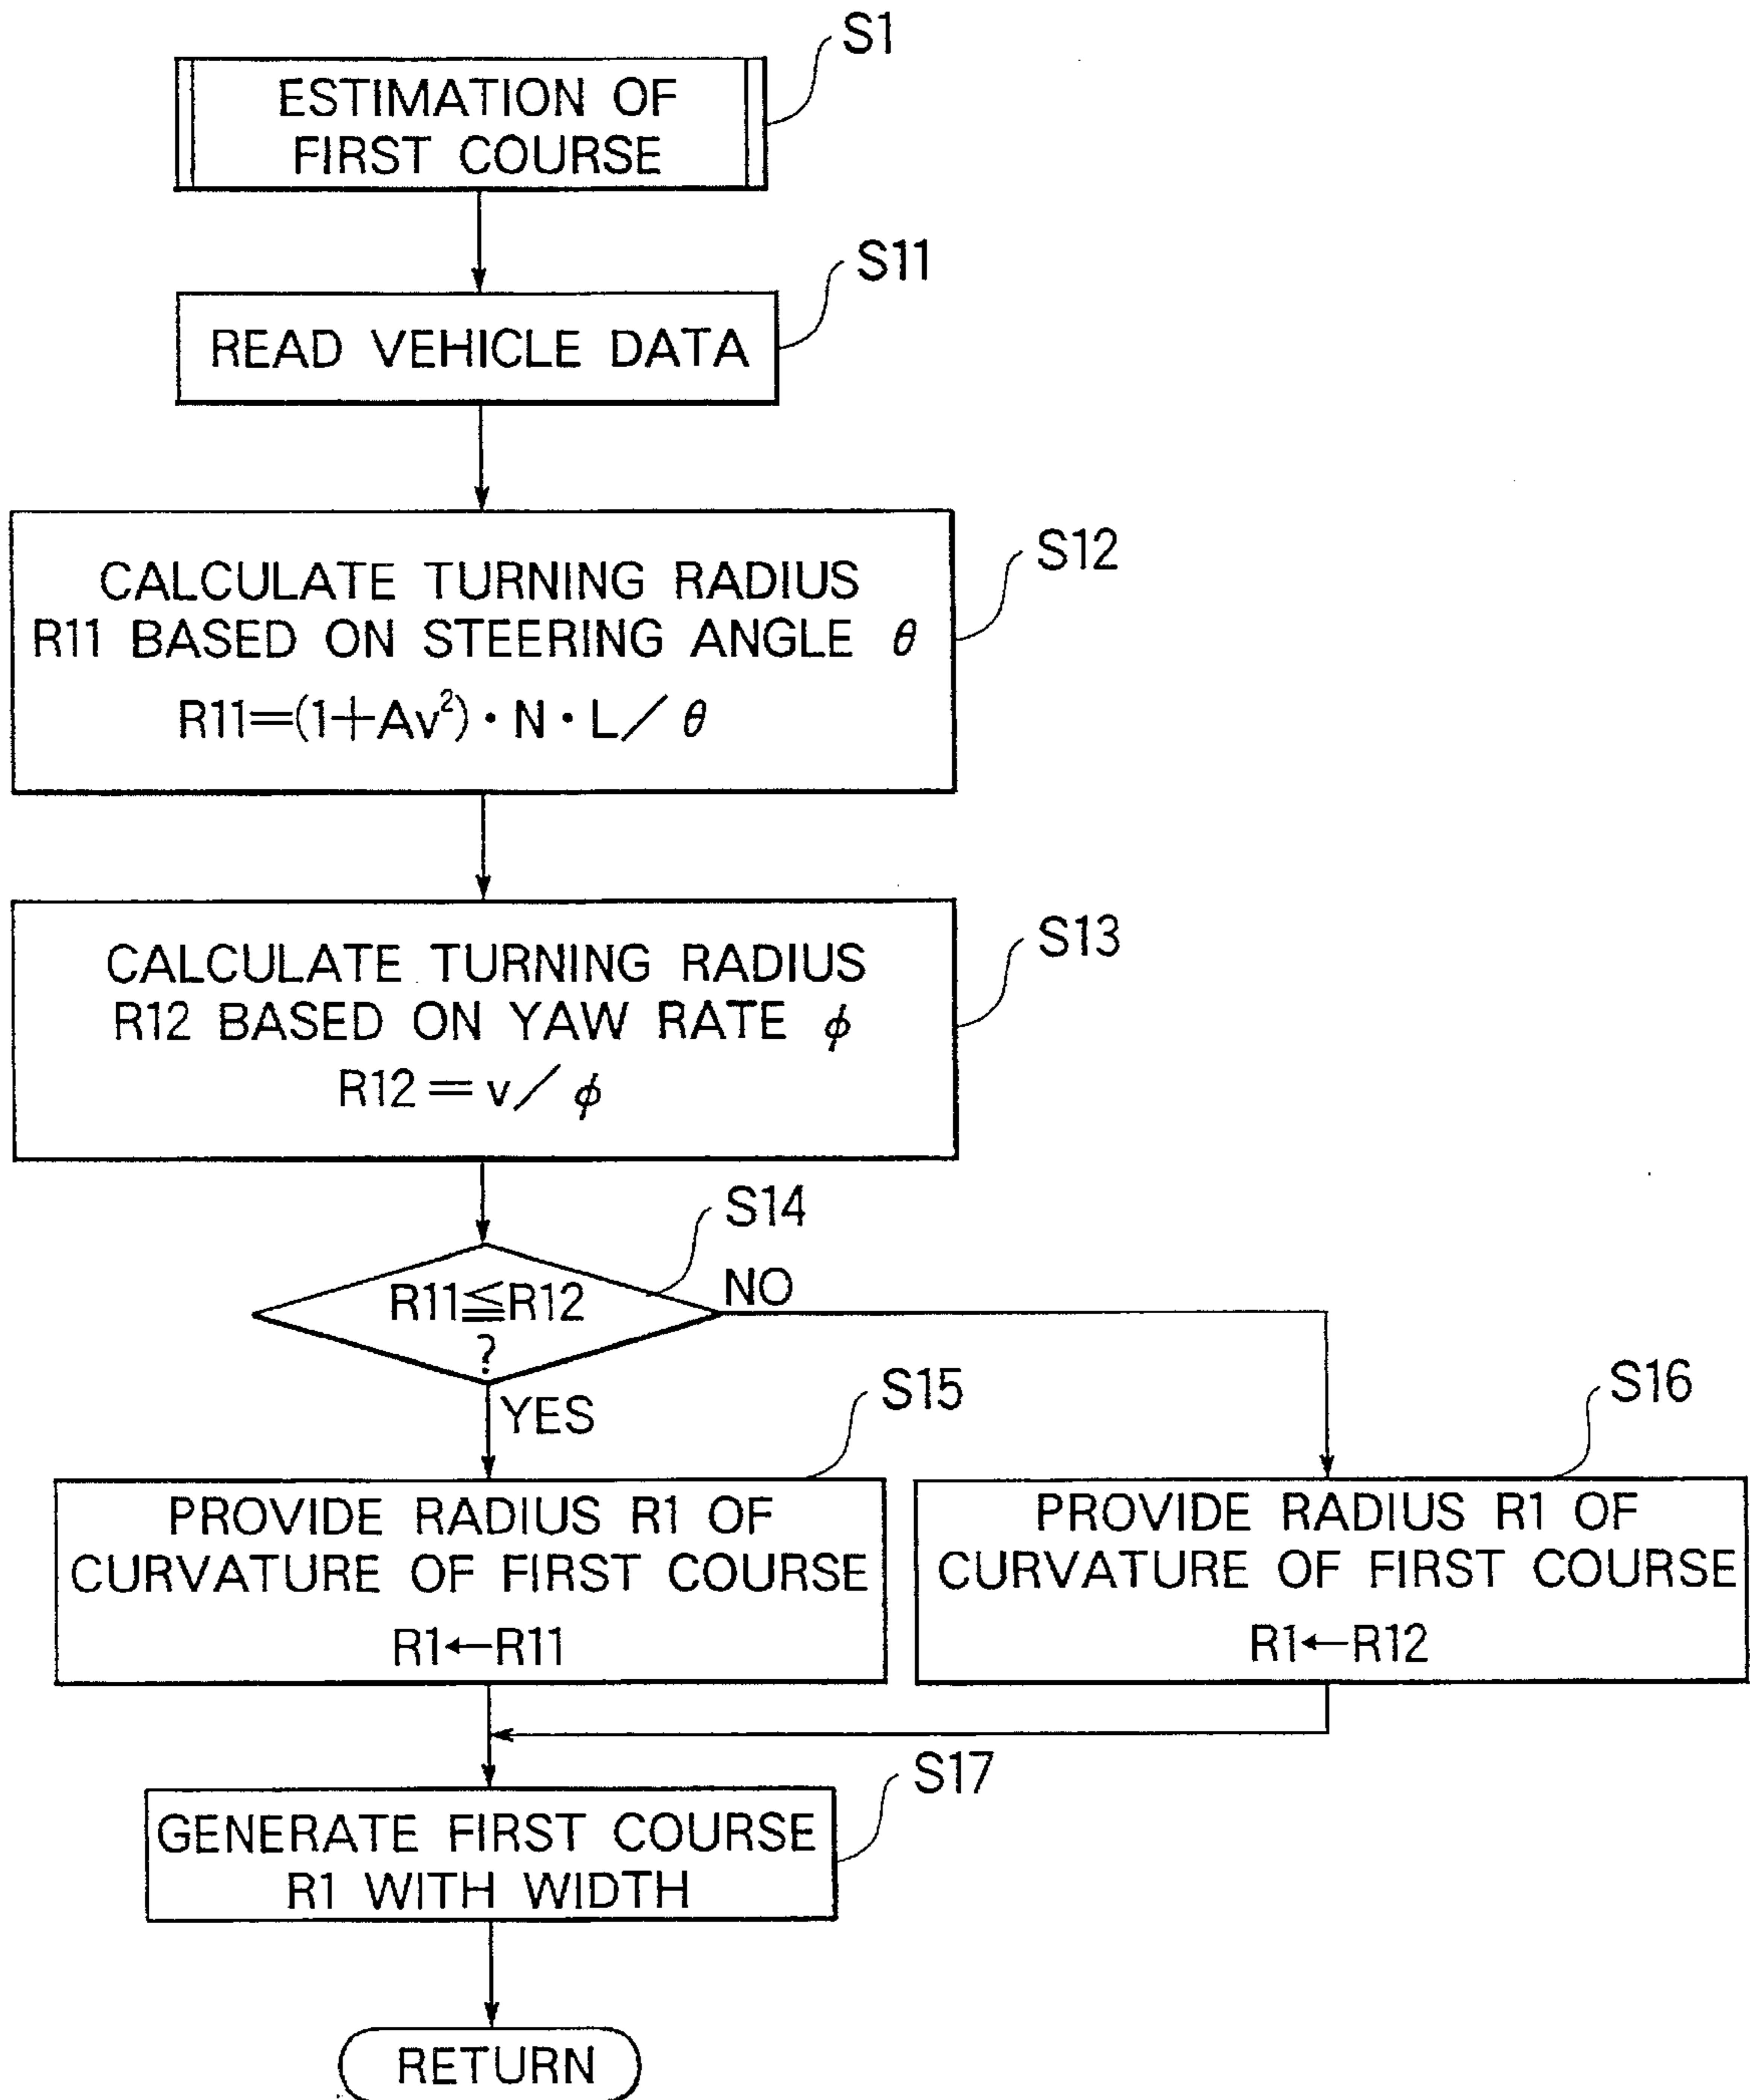 S1
ESTIMATION OF
FIRST COURSE
S11
READ VEHICLE DATA
S12
CALCULATE TURNING RADIUS
R11 BASED ON STEERING ANGLE θ
R11=(1+Av²)・N・L／θ
S13
CALCULATE TURNING RADIUS
R12 BASED ON YAW RATE ϕ
R12=v／ϕ
S14
R11≦R12
?
NO
YES
S15
PROVIDE RADIUS R1 OF
CURVATURE OF FIRST COURSE
R1←R11
S16
PROVIDE RADIUS R1 OF
CURVATURE OF FIRST COURSE
R1←R12
S17
GENERATE FIRST COURSE
R1 WITH WIDTH
RETURN